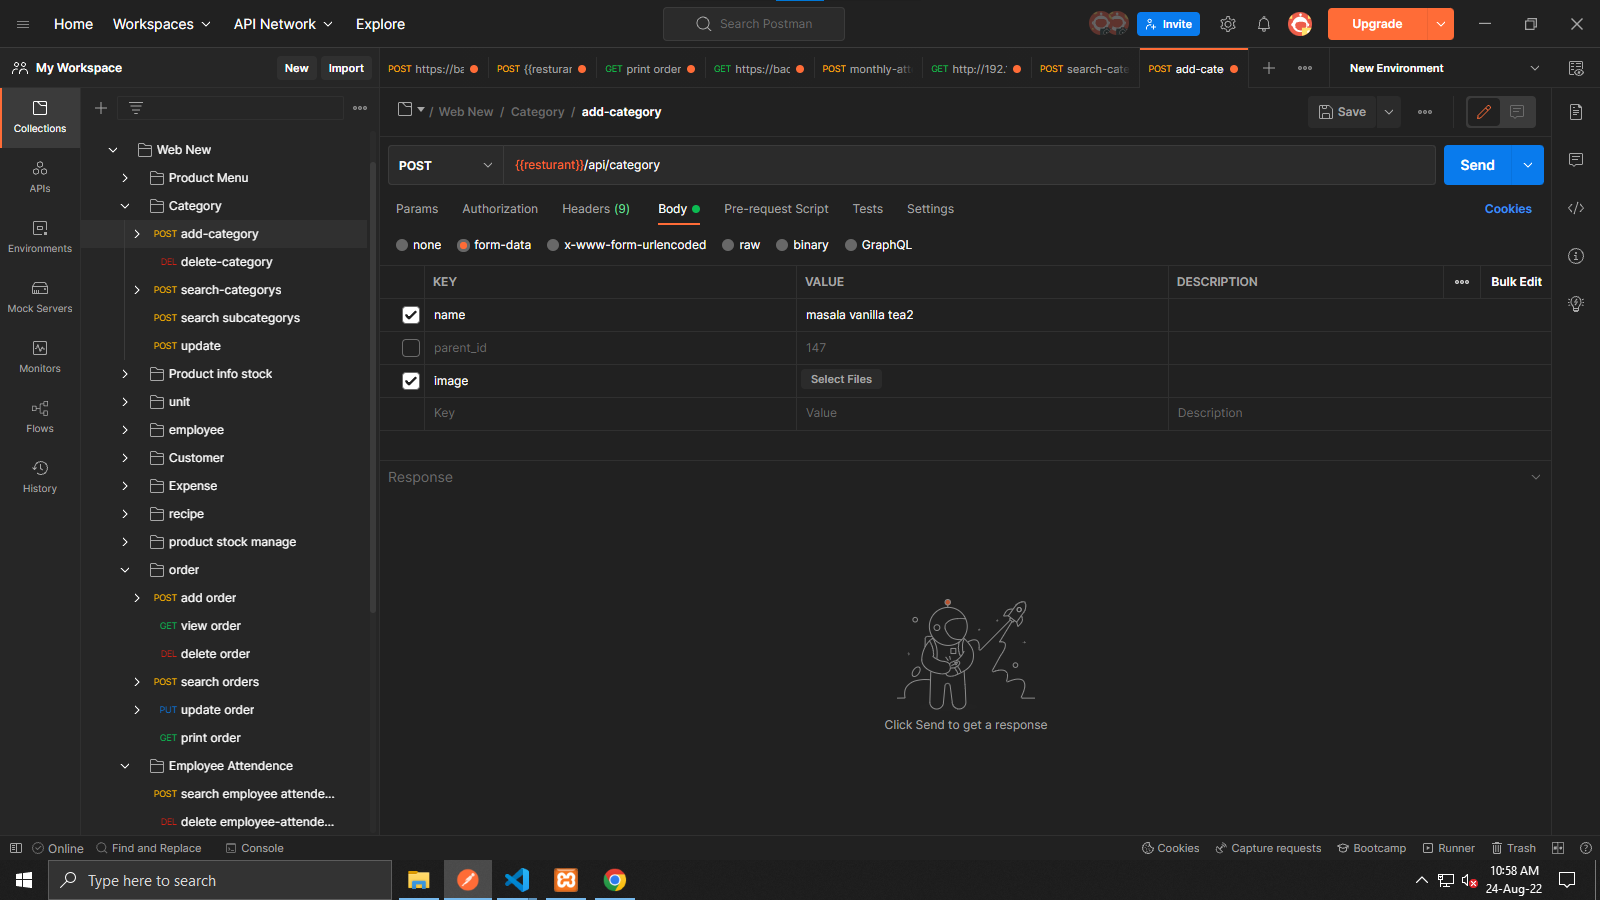 Home
Workspaces
API Network
Explore
Search Postman
Invite
Upgrade
My Workspace
New
Import
POST https://ba
POST {{resturar
GET print order
GET https://bac
POST monthly-att
GET http://192.
POST search-cate
POST add-cate
New Environment
Collections
APIs
Environments
Mock Servers
Monitors
Flows
History
Web New
Product Menu
Category
POST add-category
DEL delete-category
POST search-categorys
POST search subcategorys
POST update
Product info stock
unit
employee
Customer
Expense
recipe
product stock manage
order
POST add order
GET view order
DEL delete order
POST search orders
PUT update order
GET print order
Employee Attendence
POST search employee attende...
DEL delete employee-attende...
/ Web New / Category / add-category
Save
POST
{{resturant}}/api/category
Send
Params
Authorization
Headers (9)
Body
Pre-request Script
Tests
Settings
Cookies
none
form-data
x-www-form-urlencoded
raw
binary
GraphQL
KEY
VALUE
DESCRIPTION
Bulk Edit
name
masala vanilla tea2
parent_id
147
image
Select Files
Key
Value
Description
Response
Click Send to get a response
Online
Find and Replace
Console
Cookies
Capture requests
Bootcamp
Runner
Trash
Type here to search
10:58 AM
24-Aug-22